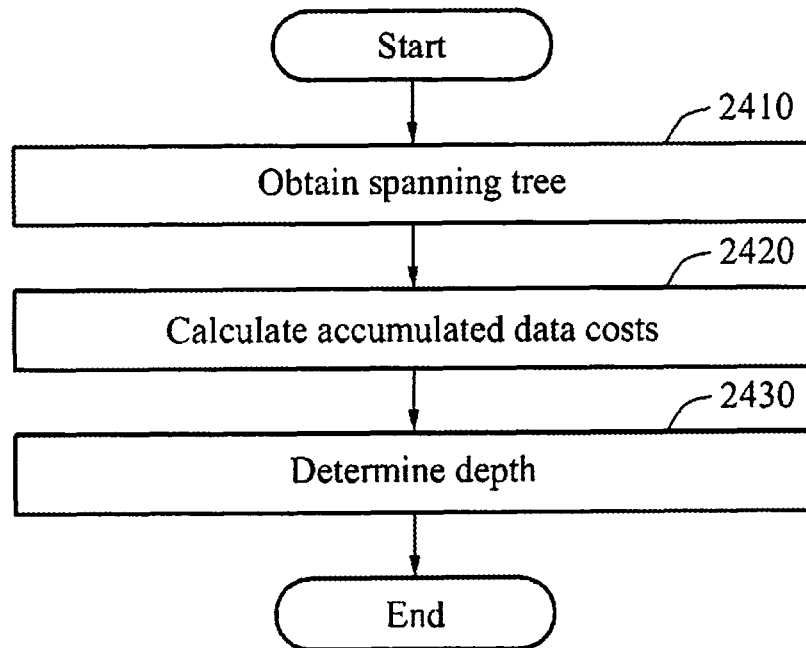 Start
2410
Obtain spanning tree
2420
Calculate accumulated data costs
2430
Determine depth
End